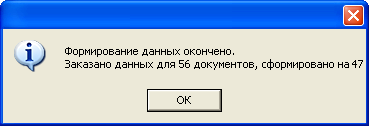 Формирование данных окончено.
Заказано данных для 56 документов, сформировано на 47
OK